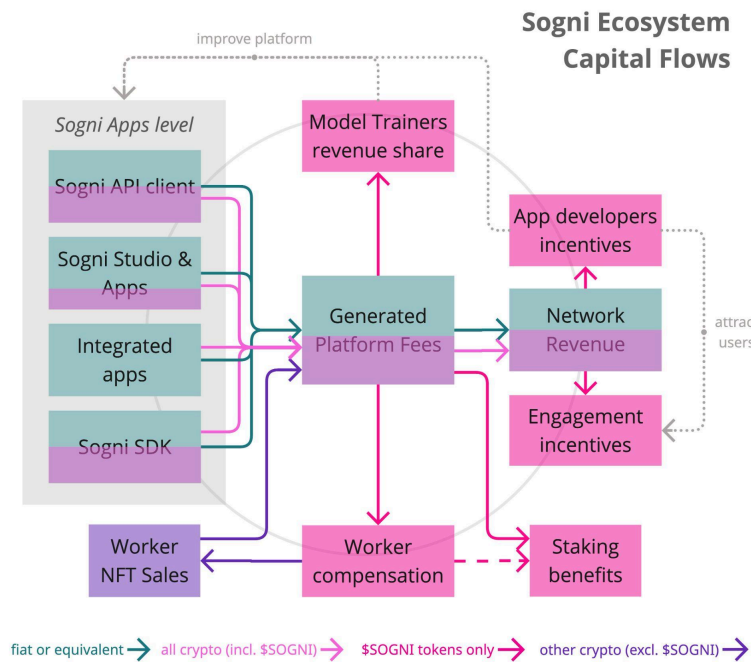 Sogni Ecosystem
Capital Flows
improve platform
Sogni Apps level
Sogni API client
Sogni Studio &
Apps
Integrated
apps
Sogni SDK
Worker
NFT Sales
Model Trainers
revenue share
Generated
Platform Fees
Worker
compensation
App developers
incentives
Network
Revenue
Engagement
incentives
Staking
benefits
attrac
users
fiat or equivalent
all crypto (incl. $SOGNI)
$SOGNI tokens only
other crypto (excl. $SOGNI)